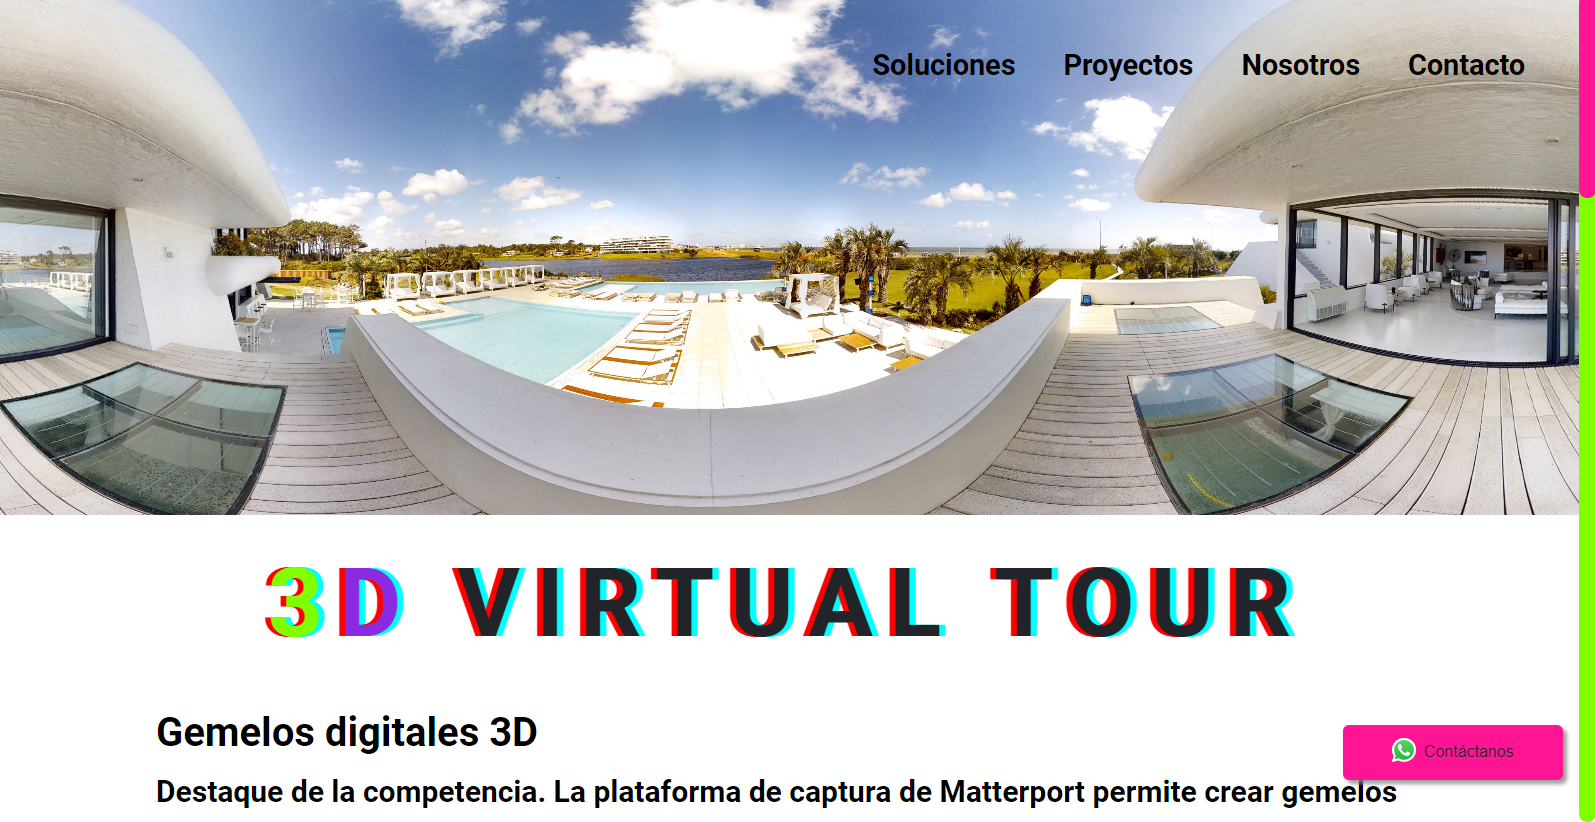 Soluciones Proyectos Nosotros Contacto
3D VIRTUAL TOUR
Gemelos digitales 3D
Destaque de la competencia. La plataforma de captura de Matterport permite crear gemelos
Contáctanos